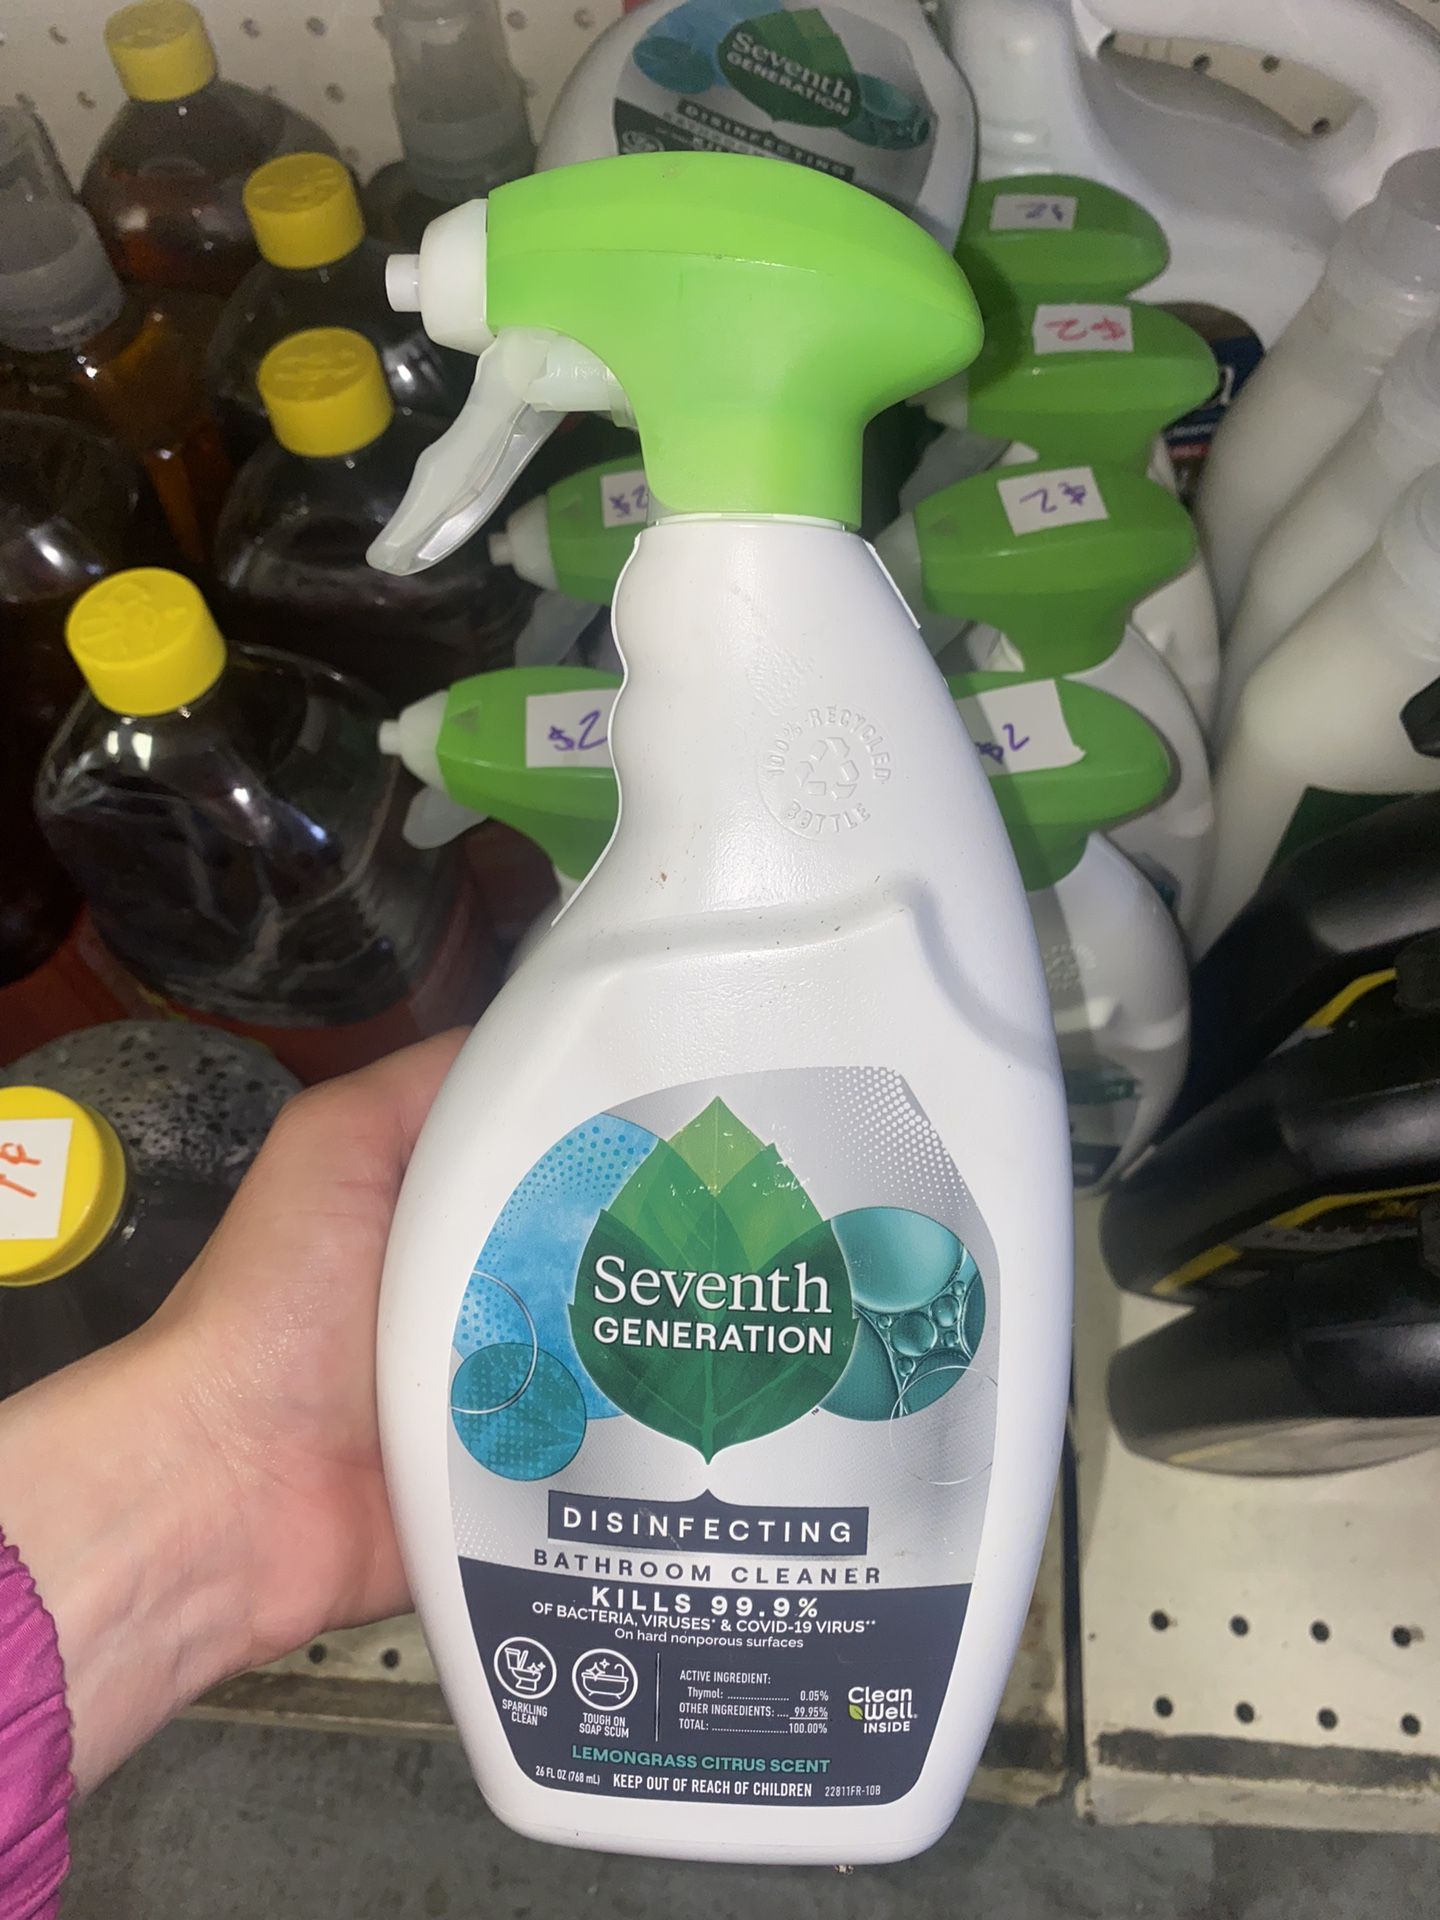 Seventh
GENERATION
DISINFECTING
$2
$2
$2
$2
$2
$2
100% RECYCLED
BOTTLE
Seventh
GENERATION
™
DISINFECTING
BATHROOM CLEANER
KILLS 99.9%
OF BACTERIA, VIRUSES* & COVID-19 VIRUS**
On hard nonporous surfaces
SPARKLING
CLEAN
TOUGH ON
SOAP SCUM
ACTIVE INGREDIENT:
Thymol: ..................... 0.05%
OTHER INGREDIENTS: .... 99.95%
TOTAL: ........................ 100.00%
Clean
Well®
INSIDE
LEMONGRASS CITRUS SCENT
26 FL OZ (768 mL) KEEP OUT OF REACH OF CHILDREN 22811FR-10B